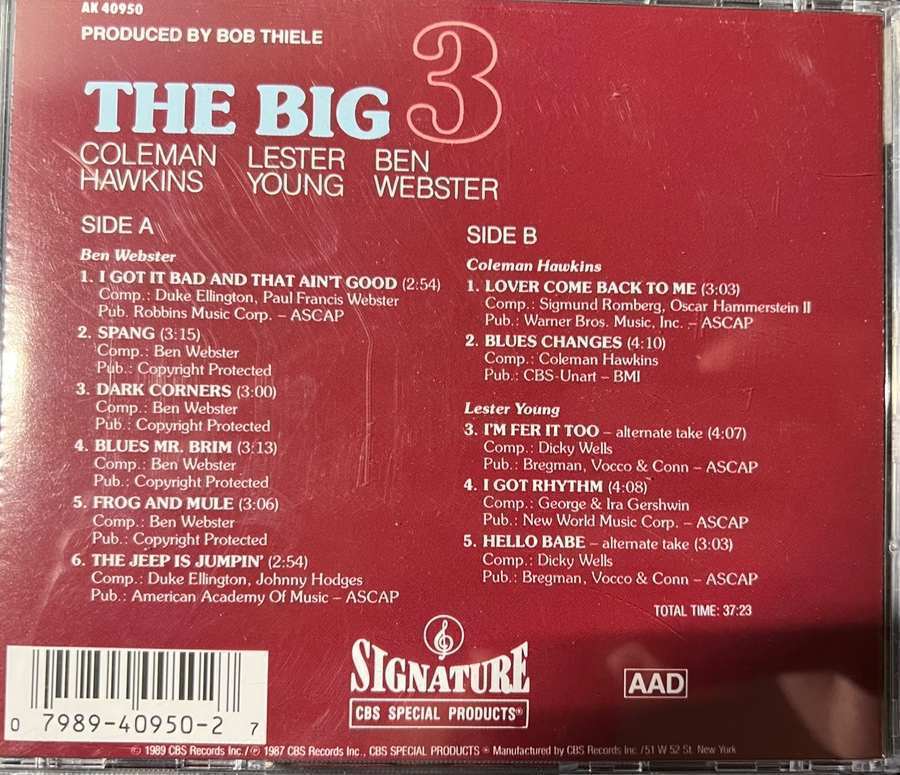 AK 40950
PRODUCED BY BOB THIELE
THE BIG 3
COLEMAN HAWKINS
LESTER YOUNG
BEN WEBSTER
SIDE A
Ben Webster
1. I GOT IT BAD AND THAT AIN'T GOOD (2:54)
Comp.: Duke Ellington, Paul Francis Webster
Pub. Robbins Music Corp. – ASCAP
2. SPANG (3:15)
Comp.: Ben Webster
Pub.: Copyright Protected
3. DARK CORNERS (3:00)
Comp.: Ben Webster
Pub.: Copyright Protected
4. BLUES MR. BRIM (3:13)
Comp.: Ben Webster
Pub.: Copyright Protected
5. FROG AND MULE (3:06)
Comp.: Ben Webster
Pub.: Copyright Protected
6. THE JEEP IS JUMPIN' (2:54)
Comp.: Duke Ellington, Johnny Hodges
Pub.: American Academy Of Music – ASCAP
SIDE B
Coleman Hawkins
1. LOVER COME BACK TO ME (3:03)
Comp.: Sigmund Romberg, Oscar Hammerstein II
Pub.: Warner Bros. Music, Inc. – ASCAP
2. BLUES CHANGES (4:10)
Comp.: Coleman Hawkins
Pub.: CBS-Unart – BMI
Lester Young
3. I'M FER IT TOO – alternate take (4:07)
Comp.: Dicky Wells
Pub.: Bregman, Vocco & Conn – ASCAP
4. I GOT RHYTHM (4:08)
Comp.: George & Ira Gershwin
Pub.: New World Music Corp. – ASCAP
5. HELLO BABE – alternate take (3:03)
Comp.: Dicky Wells
Pub.: Bregman, Vocco & Conn – ASCAP
TOTAL TIME: 37:23
SIGNATURE
CBS SPECIAL PRODUCTS®
AAD
0 7989-40950-2 7
© 1989 CBS Records Inc./℗ 1987 CBS Records Inc., CBS SPECIAL PRODUCTS ® Manufactured by CBS Records Inc./51 W 52 St. New York